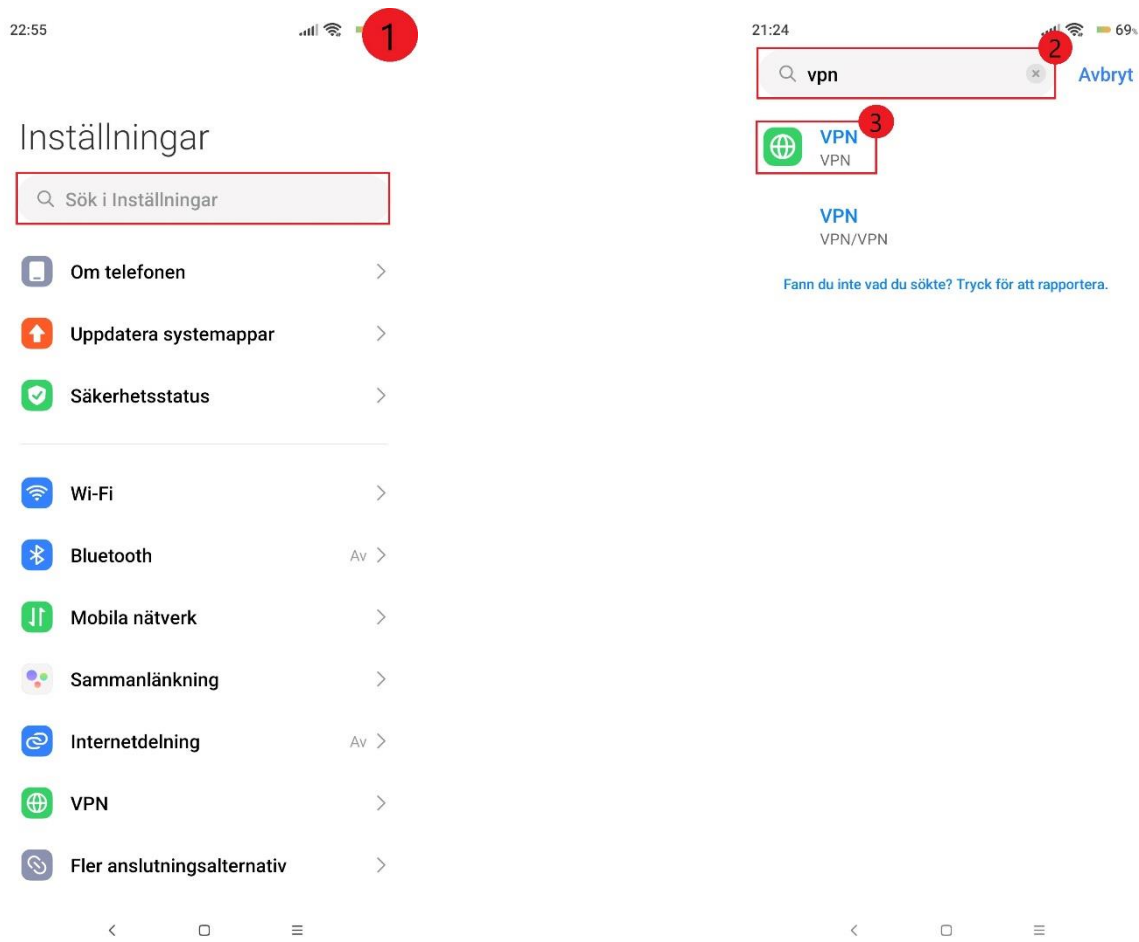 22:55
1
Inställningar
Sök i Inställningar
Om telefonen
Uppdatera systemappar
Säkerhetsstatus
Wi-Fi
Bluetooth Av
Mobila nätverk
Sammanlänkning
Internetdelning Av
VPN
Fler anslutningsalternativ
21:24 69%
2
vpn Avbryt
3
VPN
VPN
VPN
VPN/VPN
Fann du inte vad du sökte? Tryck för att rapportera.